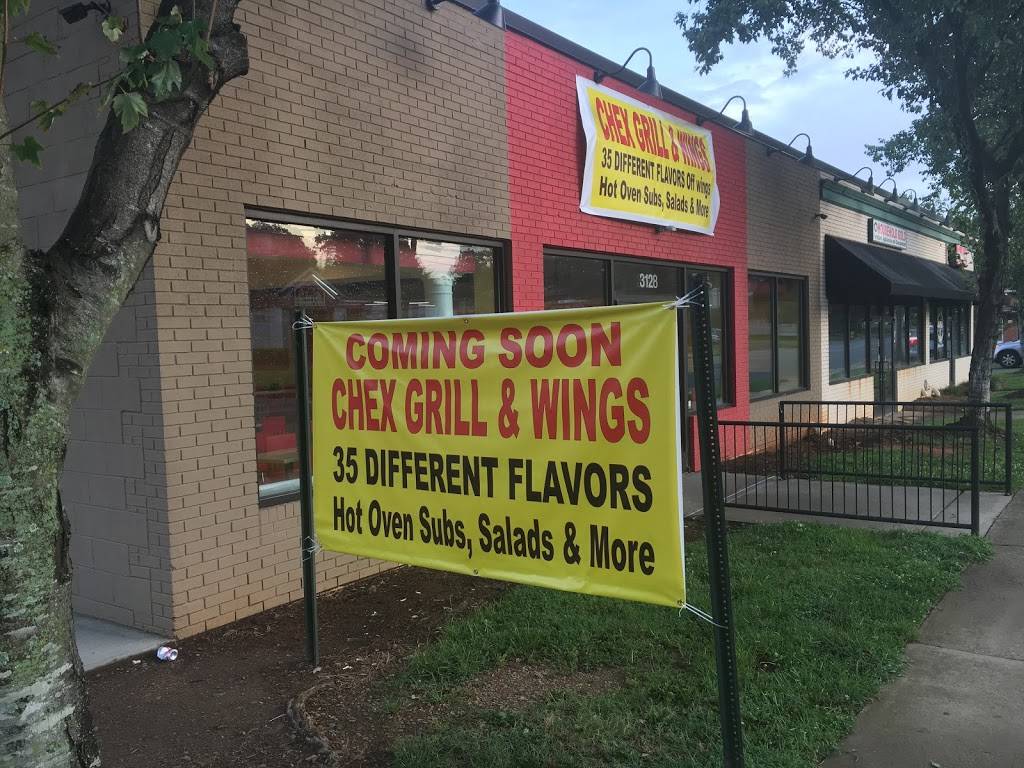 CHEX GRILL & WINGS
35 DIFFERENT FLAVORS Off wings
Hot Oven Subs, Salads & More
3128
COMING SOON
CHEX GRILL & WINGS
35 DIFFERENT FLAVORS
Hot Oven Subs, Salads & More